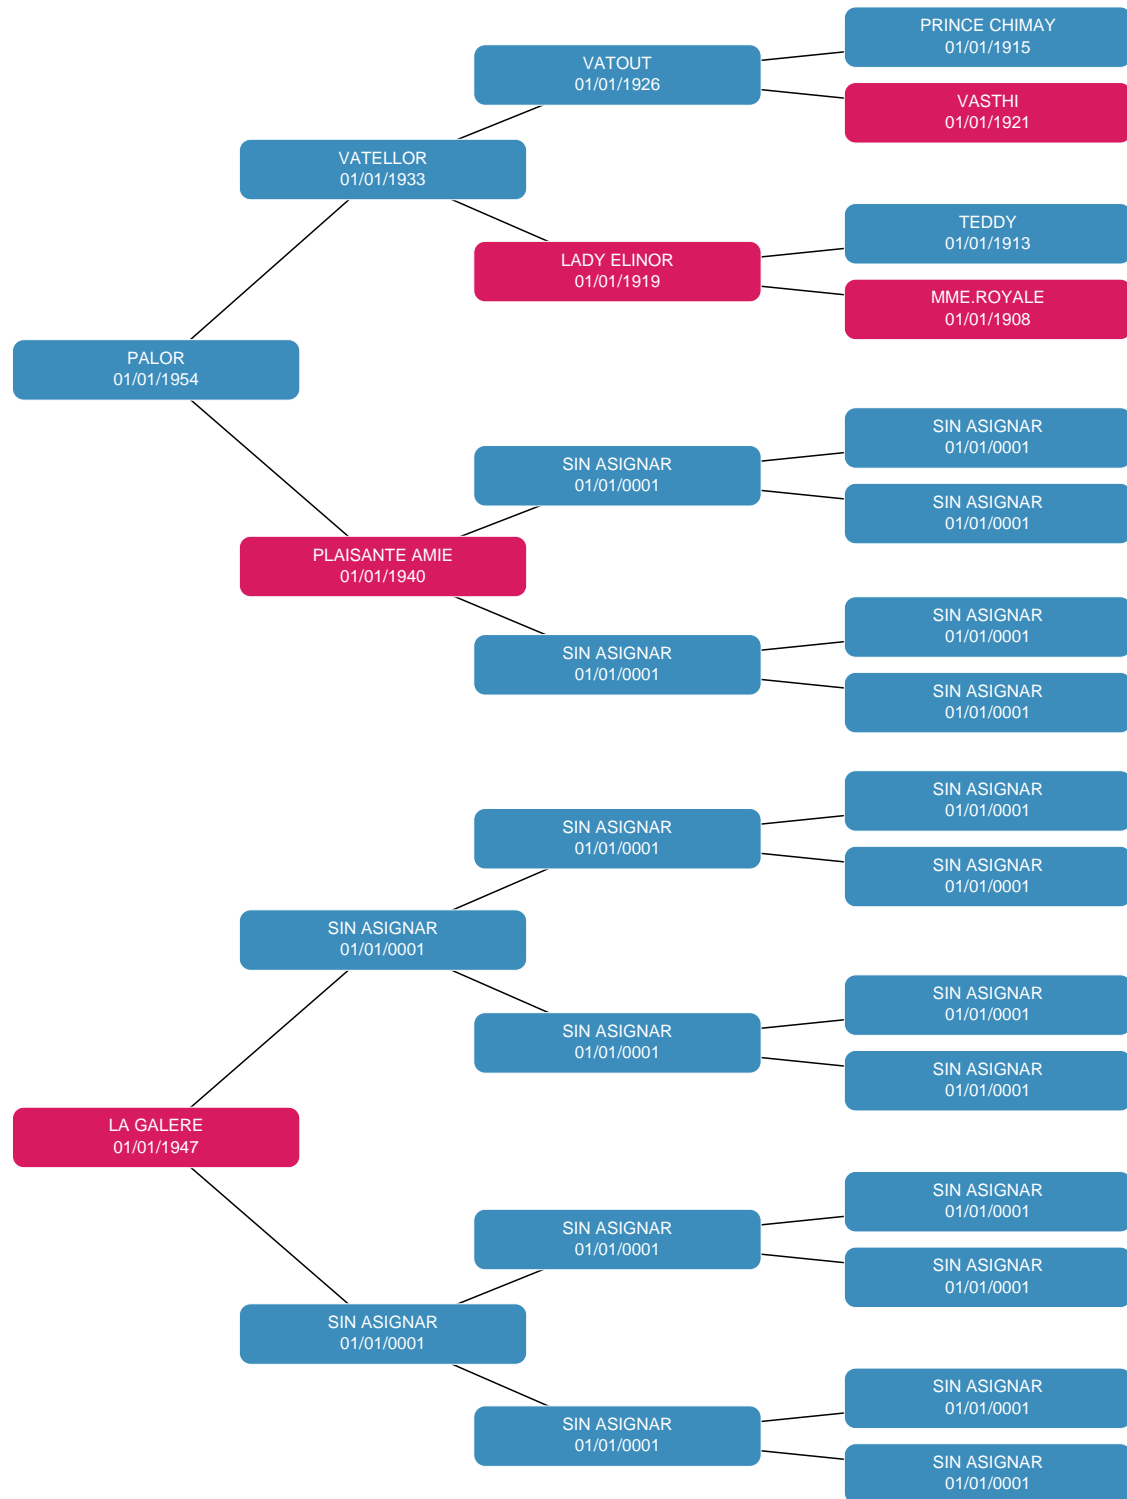 PRINCE CHIMAY
01/01/1915
VATOUT
01/01/1926
VASTHI
01/01/1921
VATELLOR
01/01/1933
TEDDY
01/01/1913
LADY ELINOR
01/01/1919
MME.ROYALE
01/01/1908
PALOR
01/01/1954
SIN ASIGNAR
01/01/0001
SIN ASIGNAR
01/01/0001
SIN ASIGNAR
01/01/0001
PLAISANTE AMIE
01/01/1940
SIN ASIGNAR
01/01/0001
SIN ASIGNAR
01/01/0001
SIN ASIGNAR
01/01/0001
SIN ASIGNAR
01/01/0001
SIN ASIGNAR
01/01/0001
SIN ASIGNAR
01/01/0001
SIN ASIGNAR
01/01/0001
SIN ASIGNAR
01/01/0001
SIN ASIGNAR
01/01/0001
SIN ASIGNAR
01/01/0001
LA GALERE
01/01/1947
SIN ASIGNAR
01/01/0001
SIN ASIGNAR
01/01/0001
SIN ASIGNAR
01/01/0001
SIN ASIGNAR
01/01/0001
SIN ASIGNAR
01/01/0001
SIN ASIGNAR
01/01/0001
SIN ASIGNAR
01/01/0001